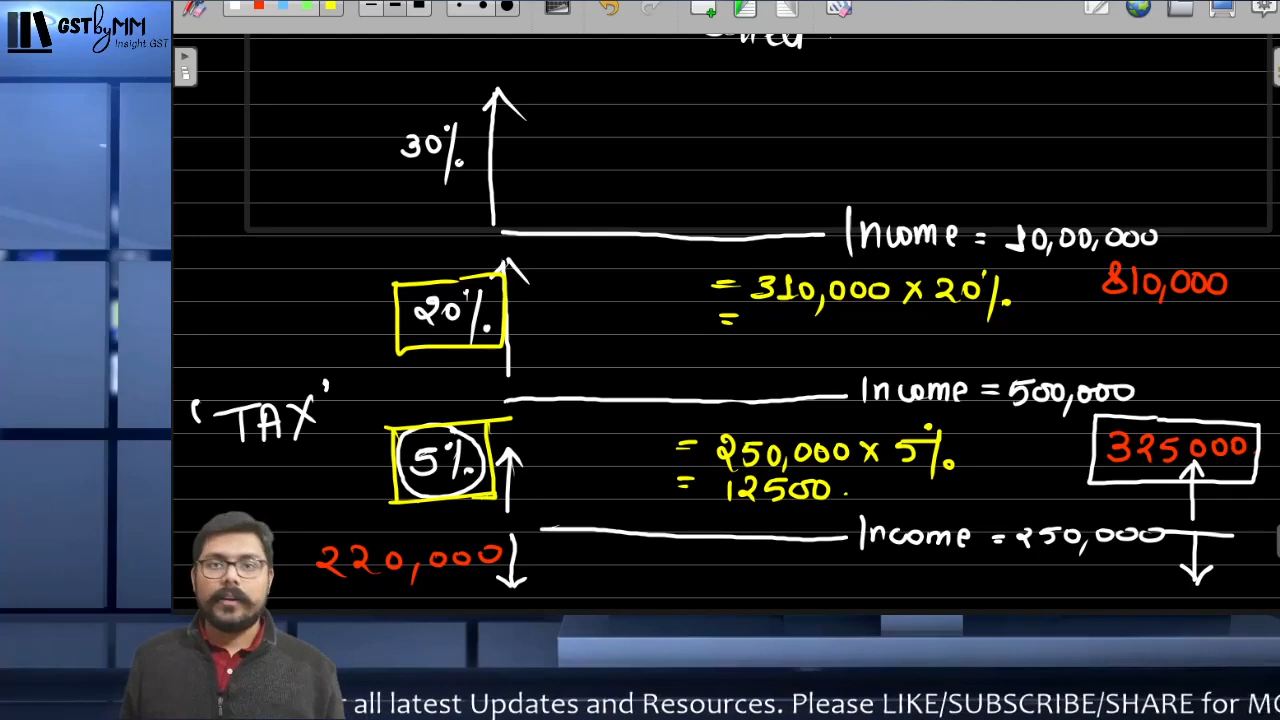 GSTbyMM
Insight GST
30%
Income = 10,00,000
= 310,000 × 20%
810,000
=
20%
Income = 500,000
'TAX'
5%
= 250,000 × 5%
325000
= 12500.
Income = 250,000
220,000
all latest Updates and Resources. Please LIKE/SUBSCRIBE/SHARE for